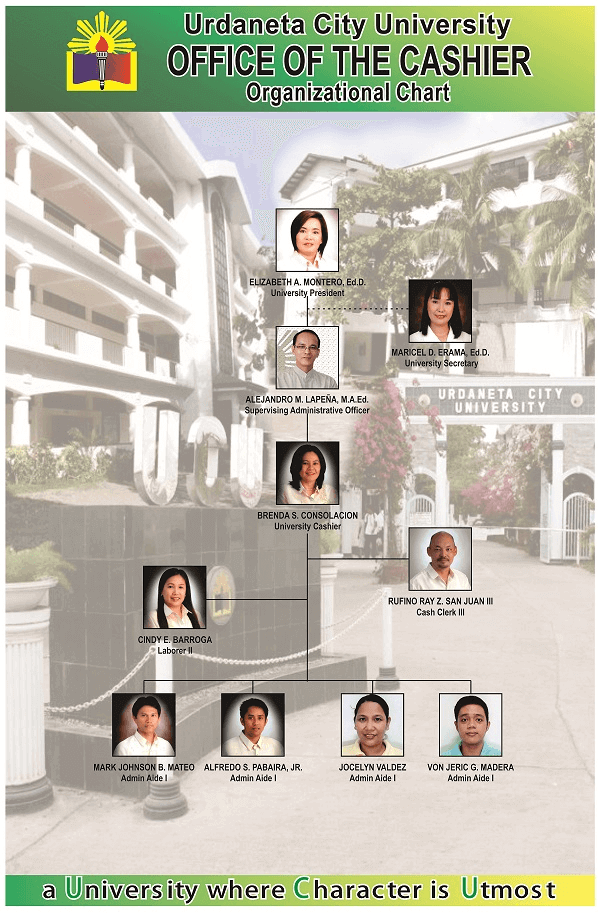 Urdaneta City University
OFFICE OF THE CASHIER
Organizational Chart
ELIZABETH A. MONTERO, Ed.D.
University President
MARICEL D. ERAMA, Ed.D.
University Secretary
ALEJANDRO M. LAPEÑA, M.A.Ed.
Supervising Administrative Officer
URDANETA CITY
UNIVERSITY
UCU
BRENDA S. CONSOLACION
University Cashier
RUFINO RAY Z. SAN JUAN III
Cash Clerk III
CINDY E. BARROGA
Laborer II
MARK JOHNSON B. MATEO
Admin Aide I
ALFREDO S. PABAIRA, JR.
Admin Aide I
JOCELYN VALDEZ
Admin Aide I
VON JERIC G. MADERA
Admin Aide I
a University where Character is Utmost